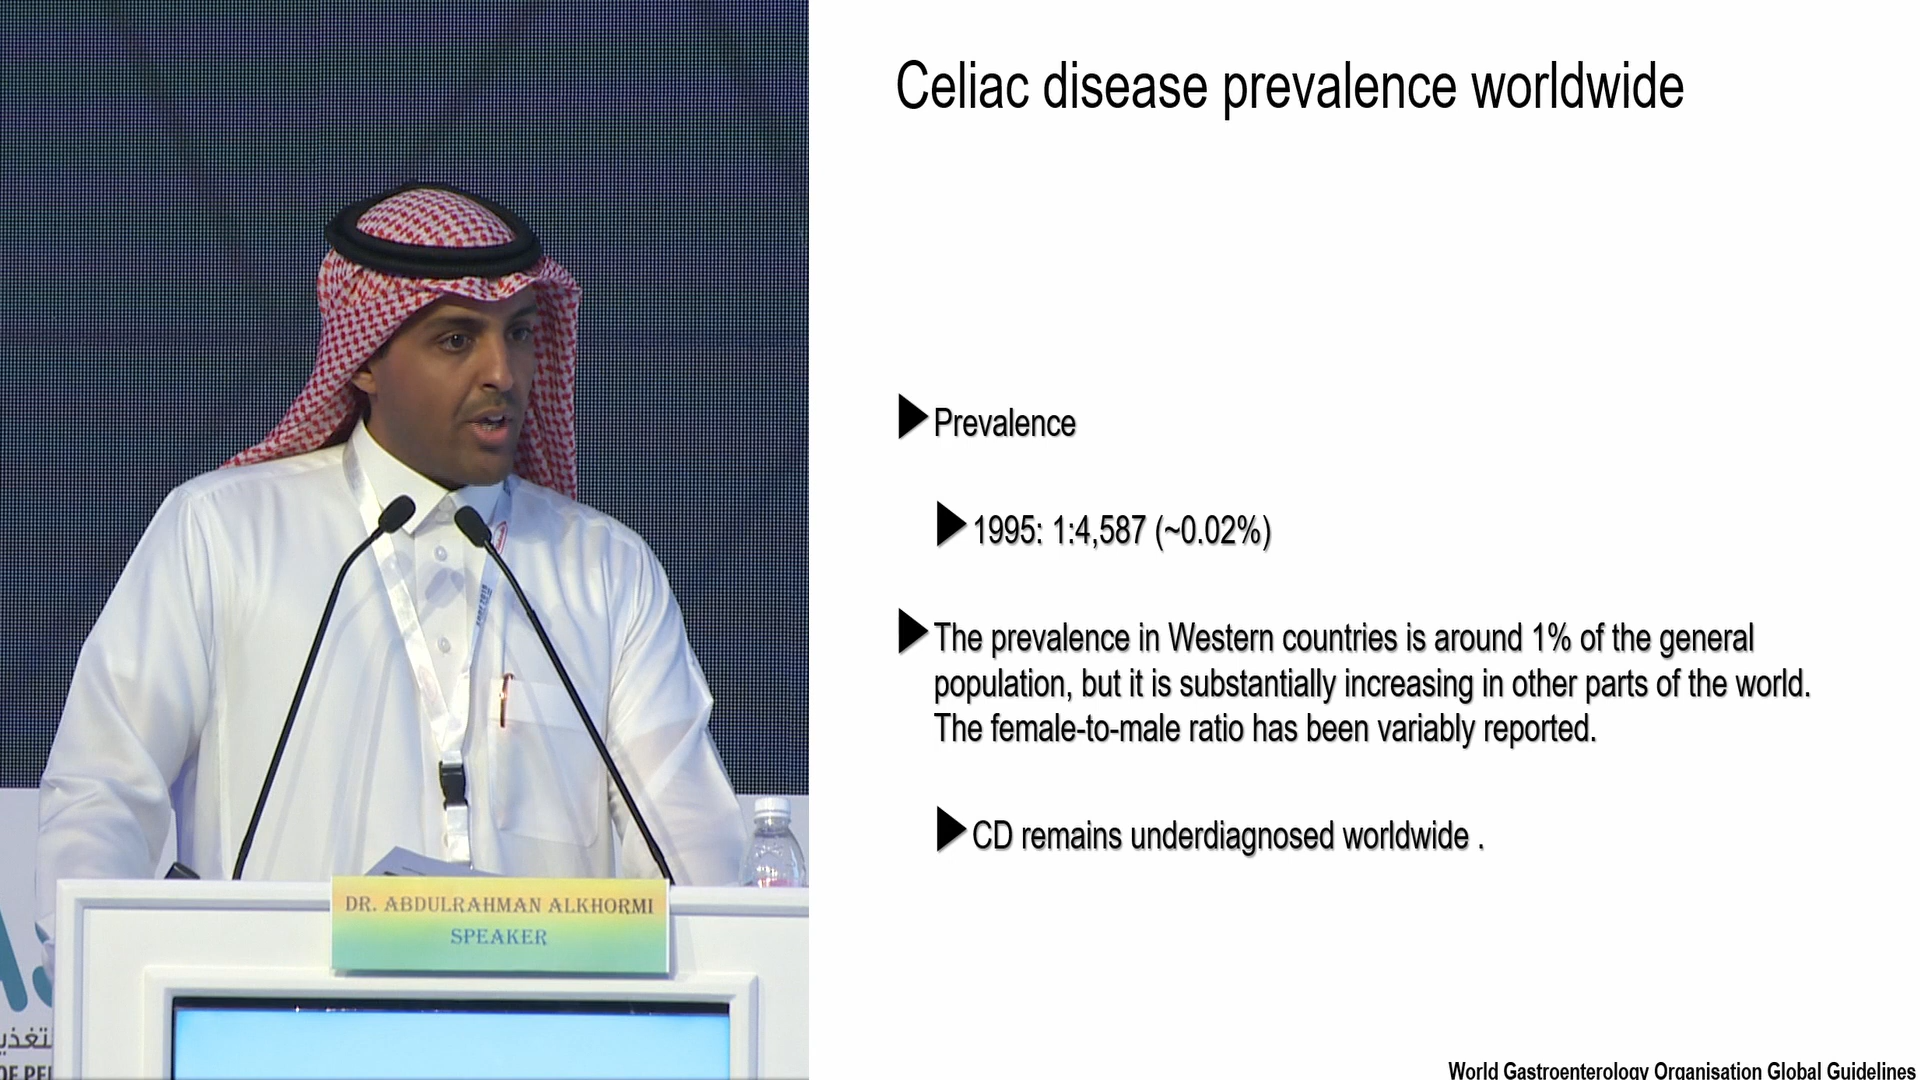 Celiac disease prevalence worldwide
Prevalence
1995: 1:4,587 (~0.02%)
The prevalence in Western countries is around 1% of the general
population, but it is substantially increasing in other parts of the world.
The female-to-male ratio has been variably reported.
CD remains underdiagnosed worldwide .
World Gastroenterology Organisation Global Guidelines
DR. ABDULRAHMAN ALKHORMI
SPEAKER
OF